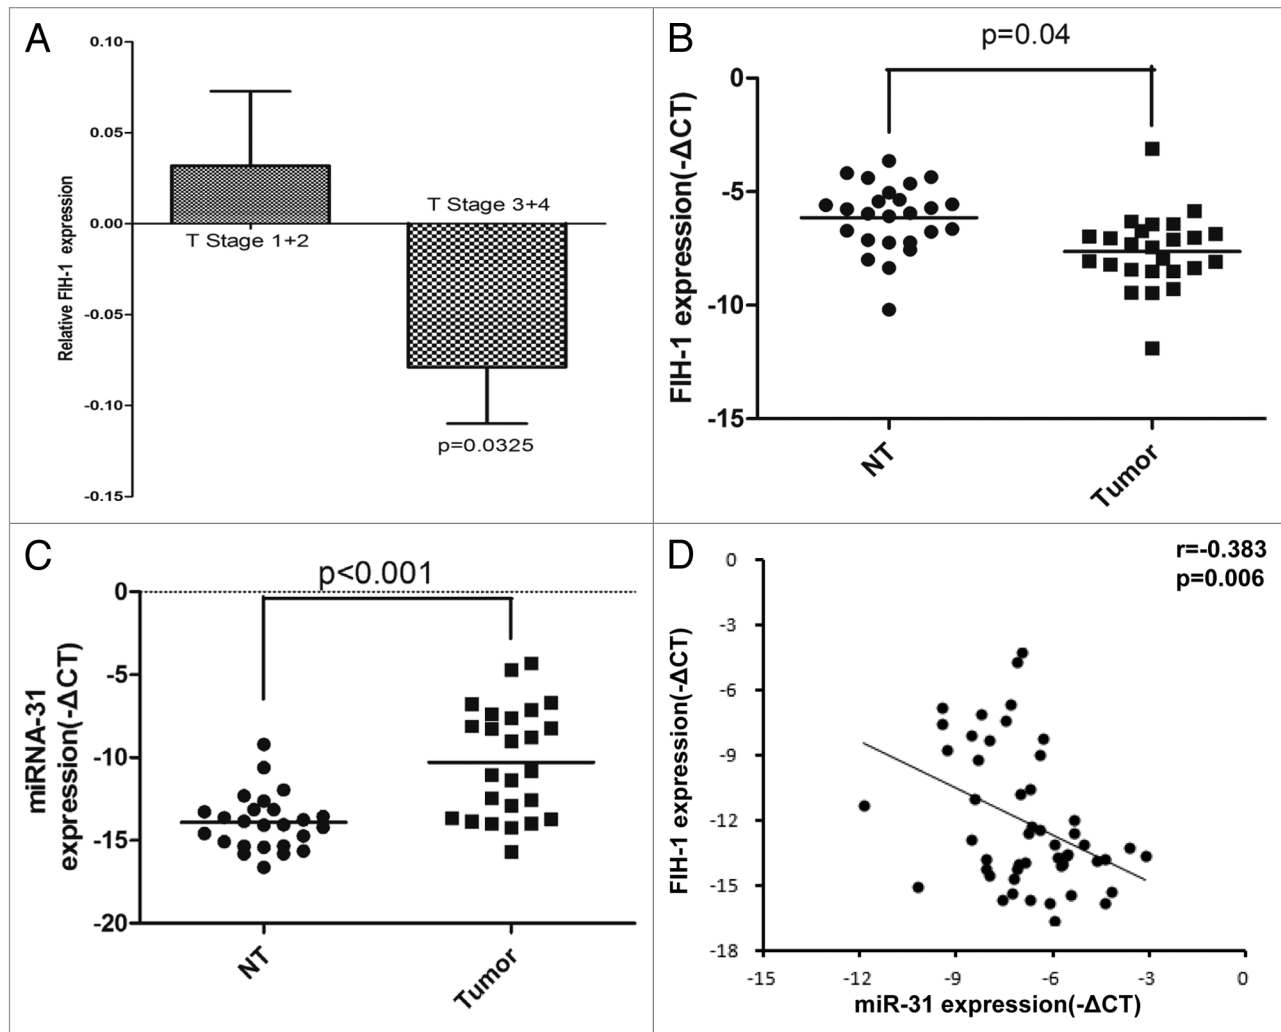 A
0.10
0.05
0.00
-0.05
-0.10
-0.15
Relative FIH-1 expression
T Stage 1+2
T Stage 3+4
p=0.0325
B
p=0.04
0
-5
-10
-15
FIH-1 expression(-ΔCT)
NT
Tumor
C
p<0.001
0
-5
-10
-15
-20
miRNA-31
expression(-ΔCT)
NT
Tumor
D
r=-0.383
p=0.006
0
-3
-6
-9
-12
-15
-18
FIH-1 expression(-ΔCT)
-15 -12 -9 -6 -3 0
miR-31 expression(-ΔCT)